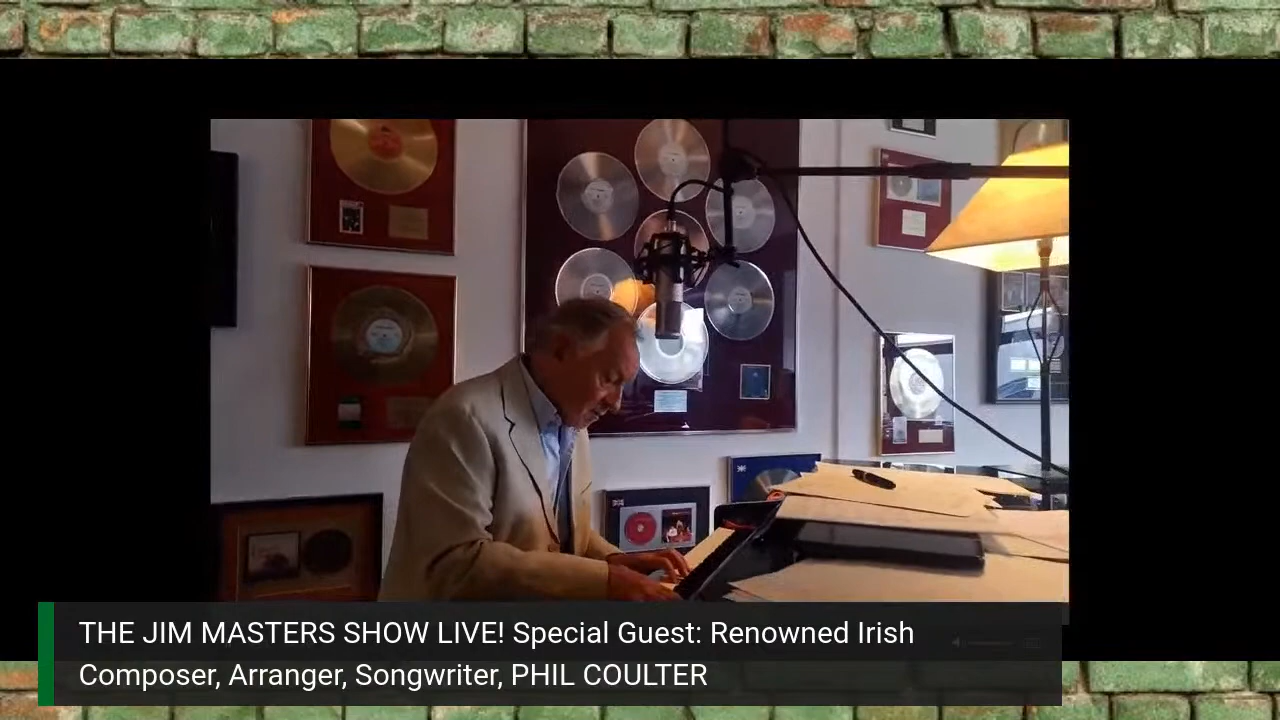 THE JIM MASTERS SHOW LIVE! Special Guest: Renowned Irish
Composer, Arranger, Songwriter, PHIL COULTER